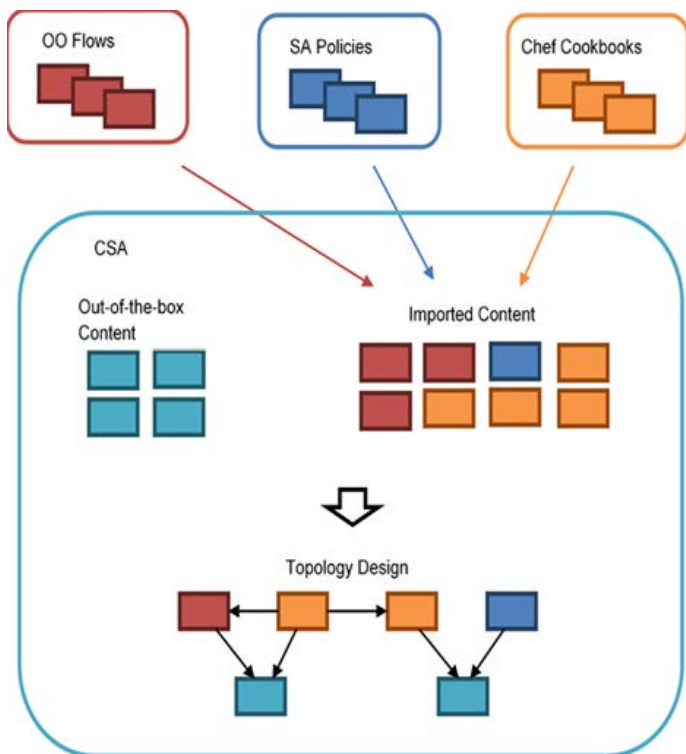 OO Flows
SA Policies
Chef Cookbooks
CSA
Out-of-the-box
Content
Imported Content
Topology Design